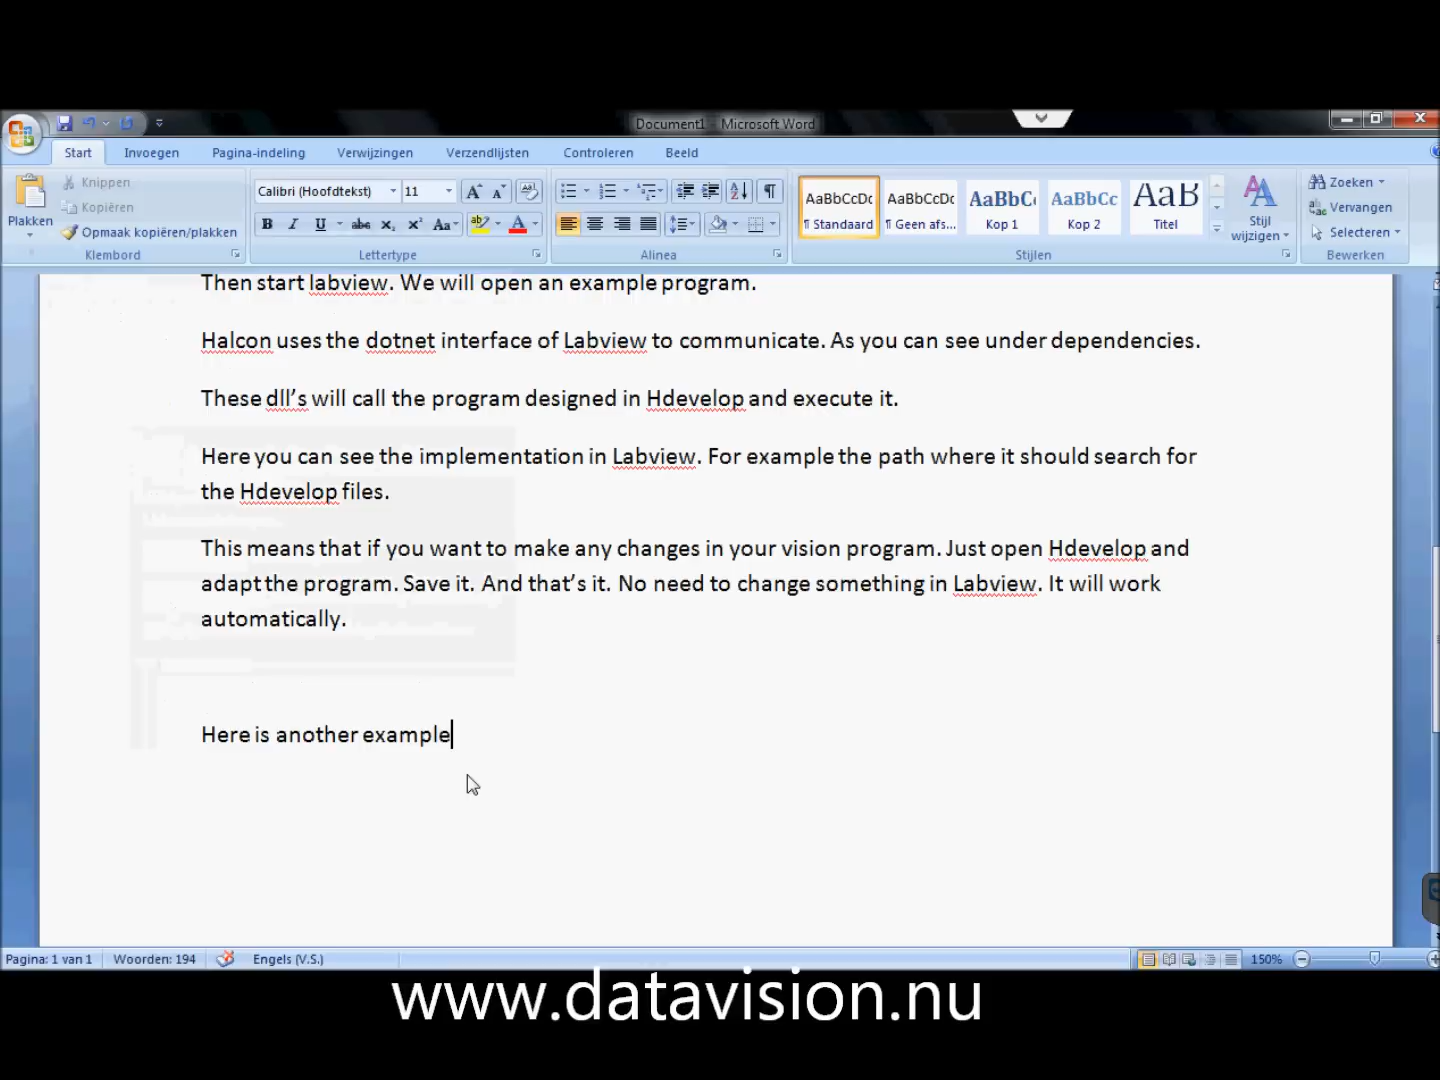 Document1 - Microsoft Word
Start Invoegen Pagina-indeling Verwijzingen Verzendlijsten Controleren Beeld
Plakken
Knippen
Kopiëren
Opmaak kopiëren/plakken
Klembord
Calibri (Hoofdtekst) 11
Lettertype
Alinea
AaBbCcDc AaBbCcDc AaBbC AaBbCc AaB
¶ Standaard ¶ Geen afs... Kop 1 Kop 2 Titel
Stijl
wijzigen
Stijlen
Zoeken
Vervangen
Selecteren
Bewerken
Then start labview. We will open an example program.
Halcon uses the dotnet interface of Labview to communicate. As you can see under dependencies.
These dll’s will call the program designed in Hdevelop and execute it.
Here you can see the implementation in Labview. For example the path where it should search for
the Hdevelop files.
This means that if you want to make any changes in your vision program. Just open Hdevelop and
adapt the program. Save it. And that’s it. No need to change something in Labview. It will work
automatically.
Here is another example
Pagina: 1 van 1 Woorden: 194 Engels (V.S.) 150%
www.datavision.nu